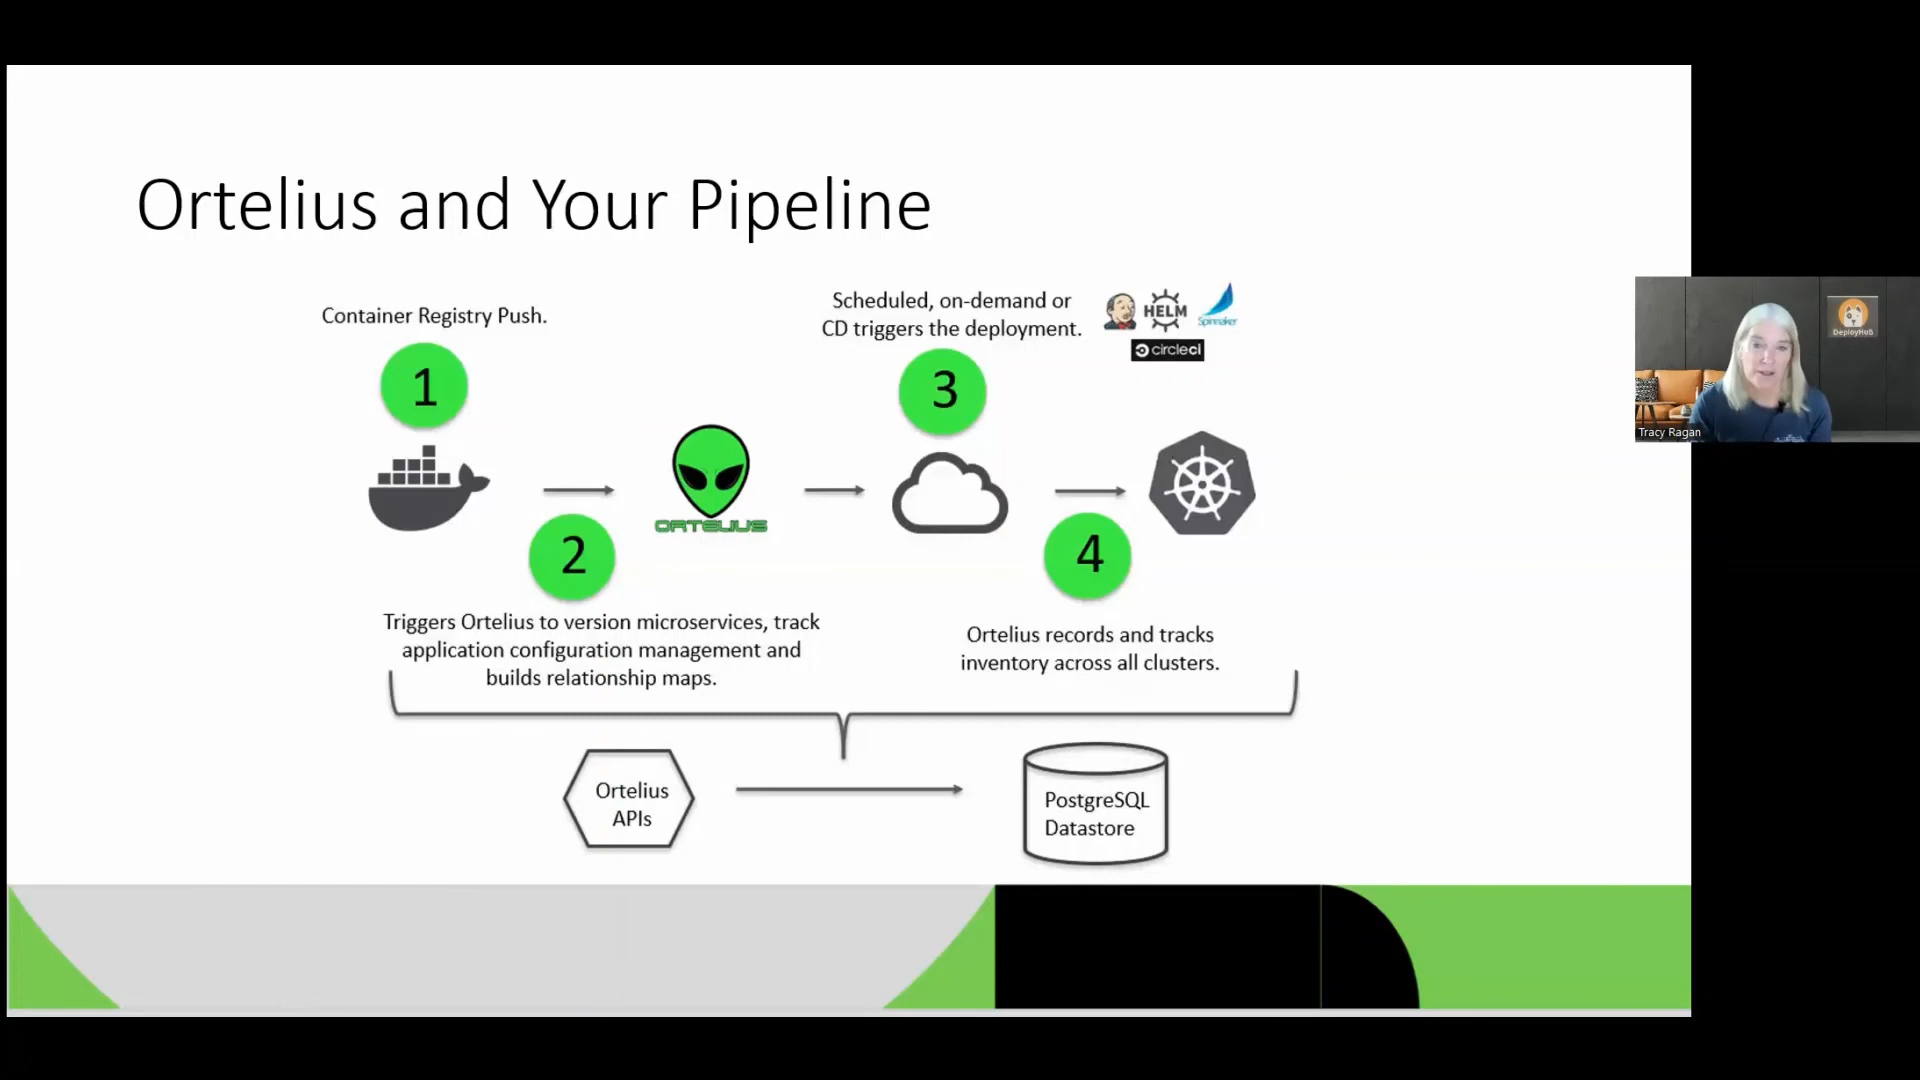 Ortelius and Your Pipeline
Container Registry Push.
1
Scheduled, on-demand or
CD triggers the deployment.
HELM
Spinnaker
circleci
3
ORTELIUS
2
4
Triggers Ortelius to version microservices, track
application configuration management and
builds relationship maps.
Ortelius records and tracks
inventory across all clusters.
Ortelius
APIs
PostgreSQL
Datastore
DeployHub
Tracy Ragan